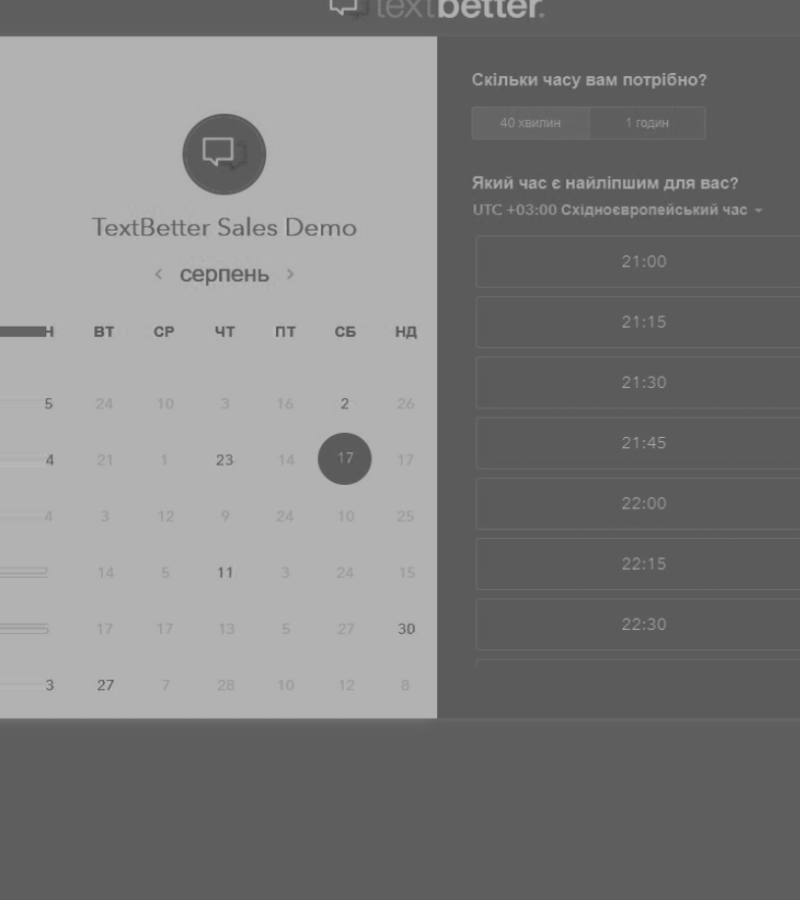 textbetter.
TextBetter Sales Demo
‹ серпень ›
Н ВТ СР ЧТ ПТ СБ НД
5 24 10 3 16 2 26
4 21 1 23 14 17 17
4 3 12 9 24 10 25
14 5 11 3 24 15
17 17 13 5 27 30
3 27 7 28 10 12 8
Скільки часу вам потрібно?
40 хвилин 1 годин
Який час є найліпшим для вас?
UTC +03:00 Східноєвропейський час
21:00
21:15
21:30
21:45
22:00
22:15
22:30